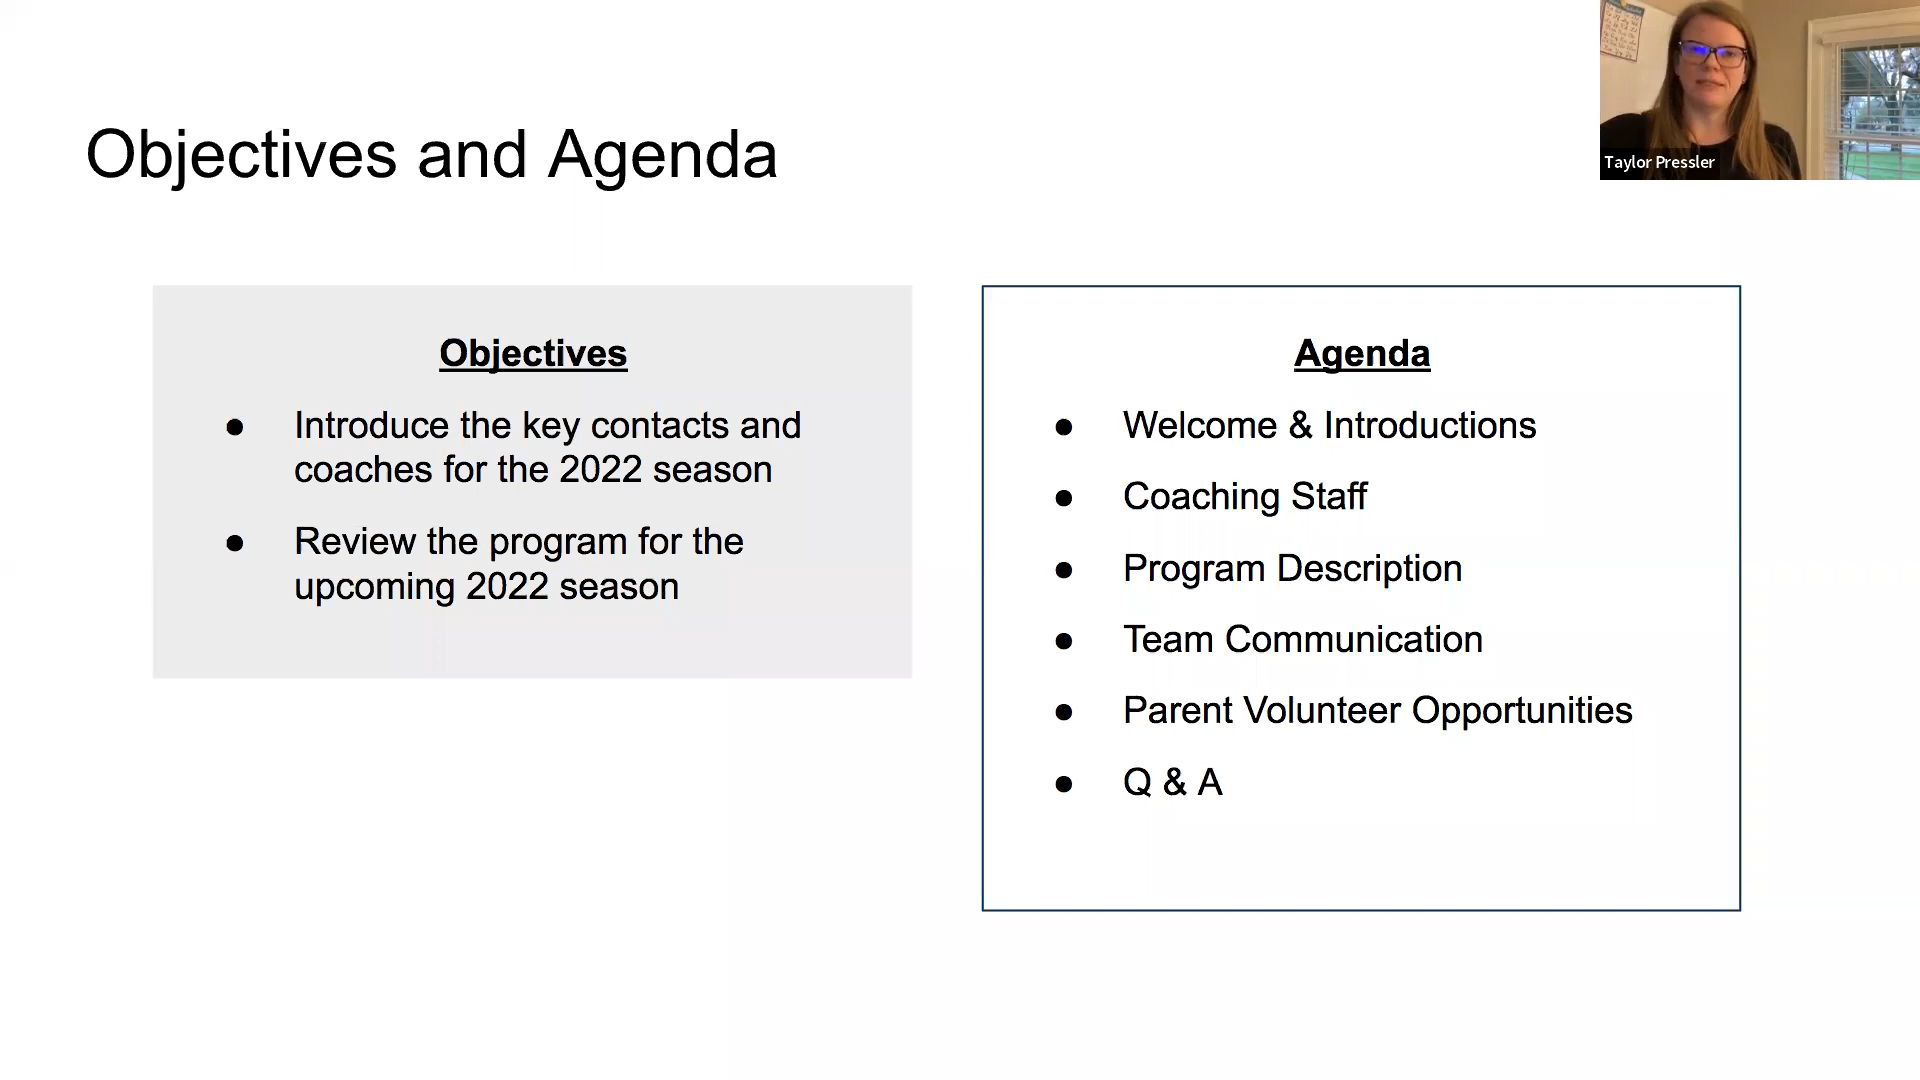 Objectives and Agenda
Taylor Pressler
Objectives
● Introduce the key contacts and
coaches for the 2022 season
● Review the program for the
upcoming 2022 season
Agenda
● Welcome & Introductions
● Coaching Staff
● Program Description
● Team Communication
● Parent Volunteer Opportunities
● Q & A